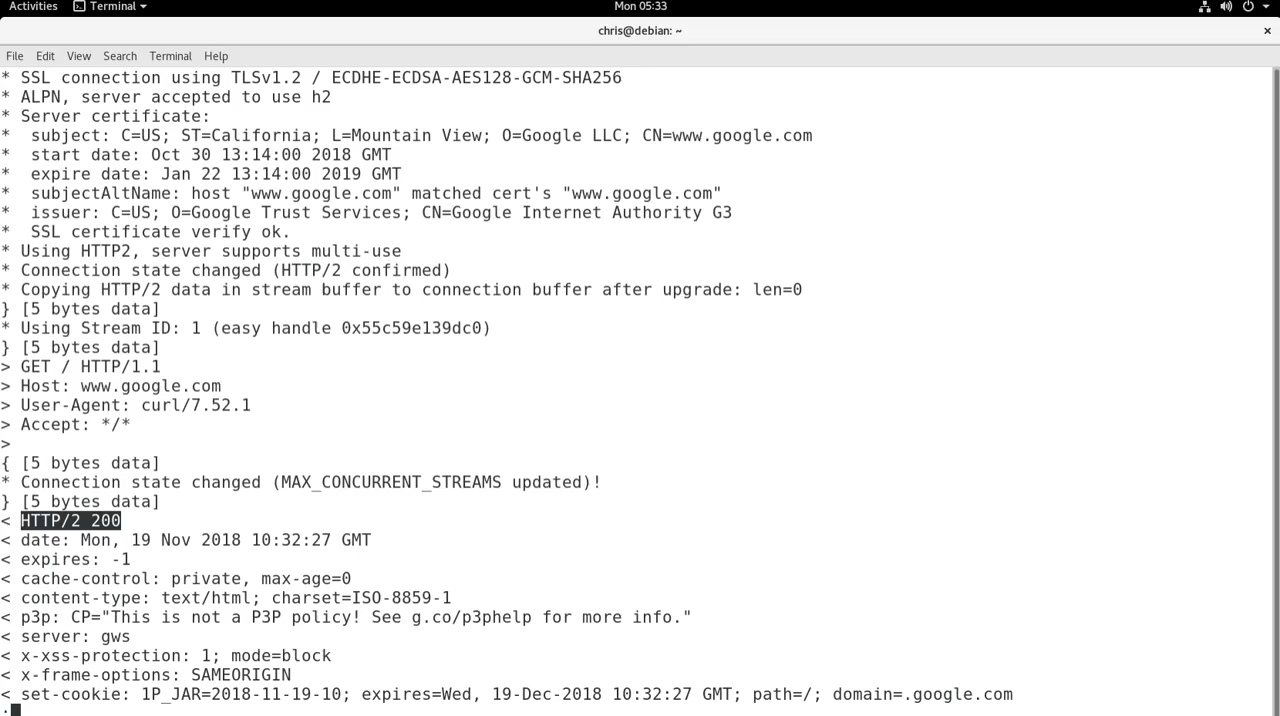 Activities Terminal Mon 05:33
chris@debian: ~ ×
File Edit View Search Terminal Help
* SSL connection using TLSv1.2 / ECDHE-ECDSA-AES128-GCM-SHA256
* ALPN, server accepted to use h2
* Server certificate:
*  subject: C=US; ST=California; L=Mountain View; O=Google LLC; CN=www.google.com
*  start date: Oct 30 13:14:00 2018 GMT
*  expire date: Jan 22 13:14:00 2019 GMT
*  subjectAltName: host "www.google.com" matched cert's "www.google.com"
*  issuer: C=US; O=Google Trust Services; CN=Google Internet Authority G3
*  SSL certificate verify ok.
* Using HTTP2, server supports multi-use
* Connection state changed (HTTP/2 confirmed)
* Copying HTTP/2 data in stream buffer to connection buffer after upgrade: len=0
} [5 bytes data]
* Using Stream ID: 1 (easy handle 0x55c59e139dc0)
} [5 bytes data]
> GET / HTTP/1.1
> Host: www.google.com
> User-Agent: curl/7.52.1
> Accept: */*
>
{ [5 bytes data]
* Connection state changed (MAX_CONCURRENT_STREAMS updated)!
} [5 bytes data]
< HTTP/2 200
< date: Mon, 19 Nov 2018 10:32:27 GMT
< expires: -1
< cache-control: private, max-age=0
< content-type: text/html; charset=ISO-8859-1
< p3p: CP="This is not a P3P policy! See g.co/p3phelp for more info."
< server: gws
< x-xss-protection: 1; mode=block
< x-frame-options: SAMEORIGIN
< set-cookie: 1P_JAR=2018-11-19-10; expires=Wed, 19-Dec-2018 10:32:27 GMT; path=/; domain=.google.com